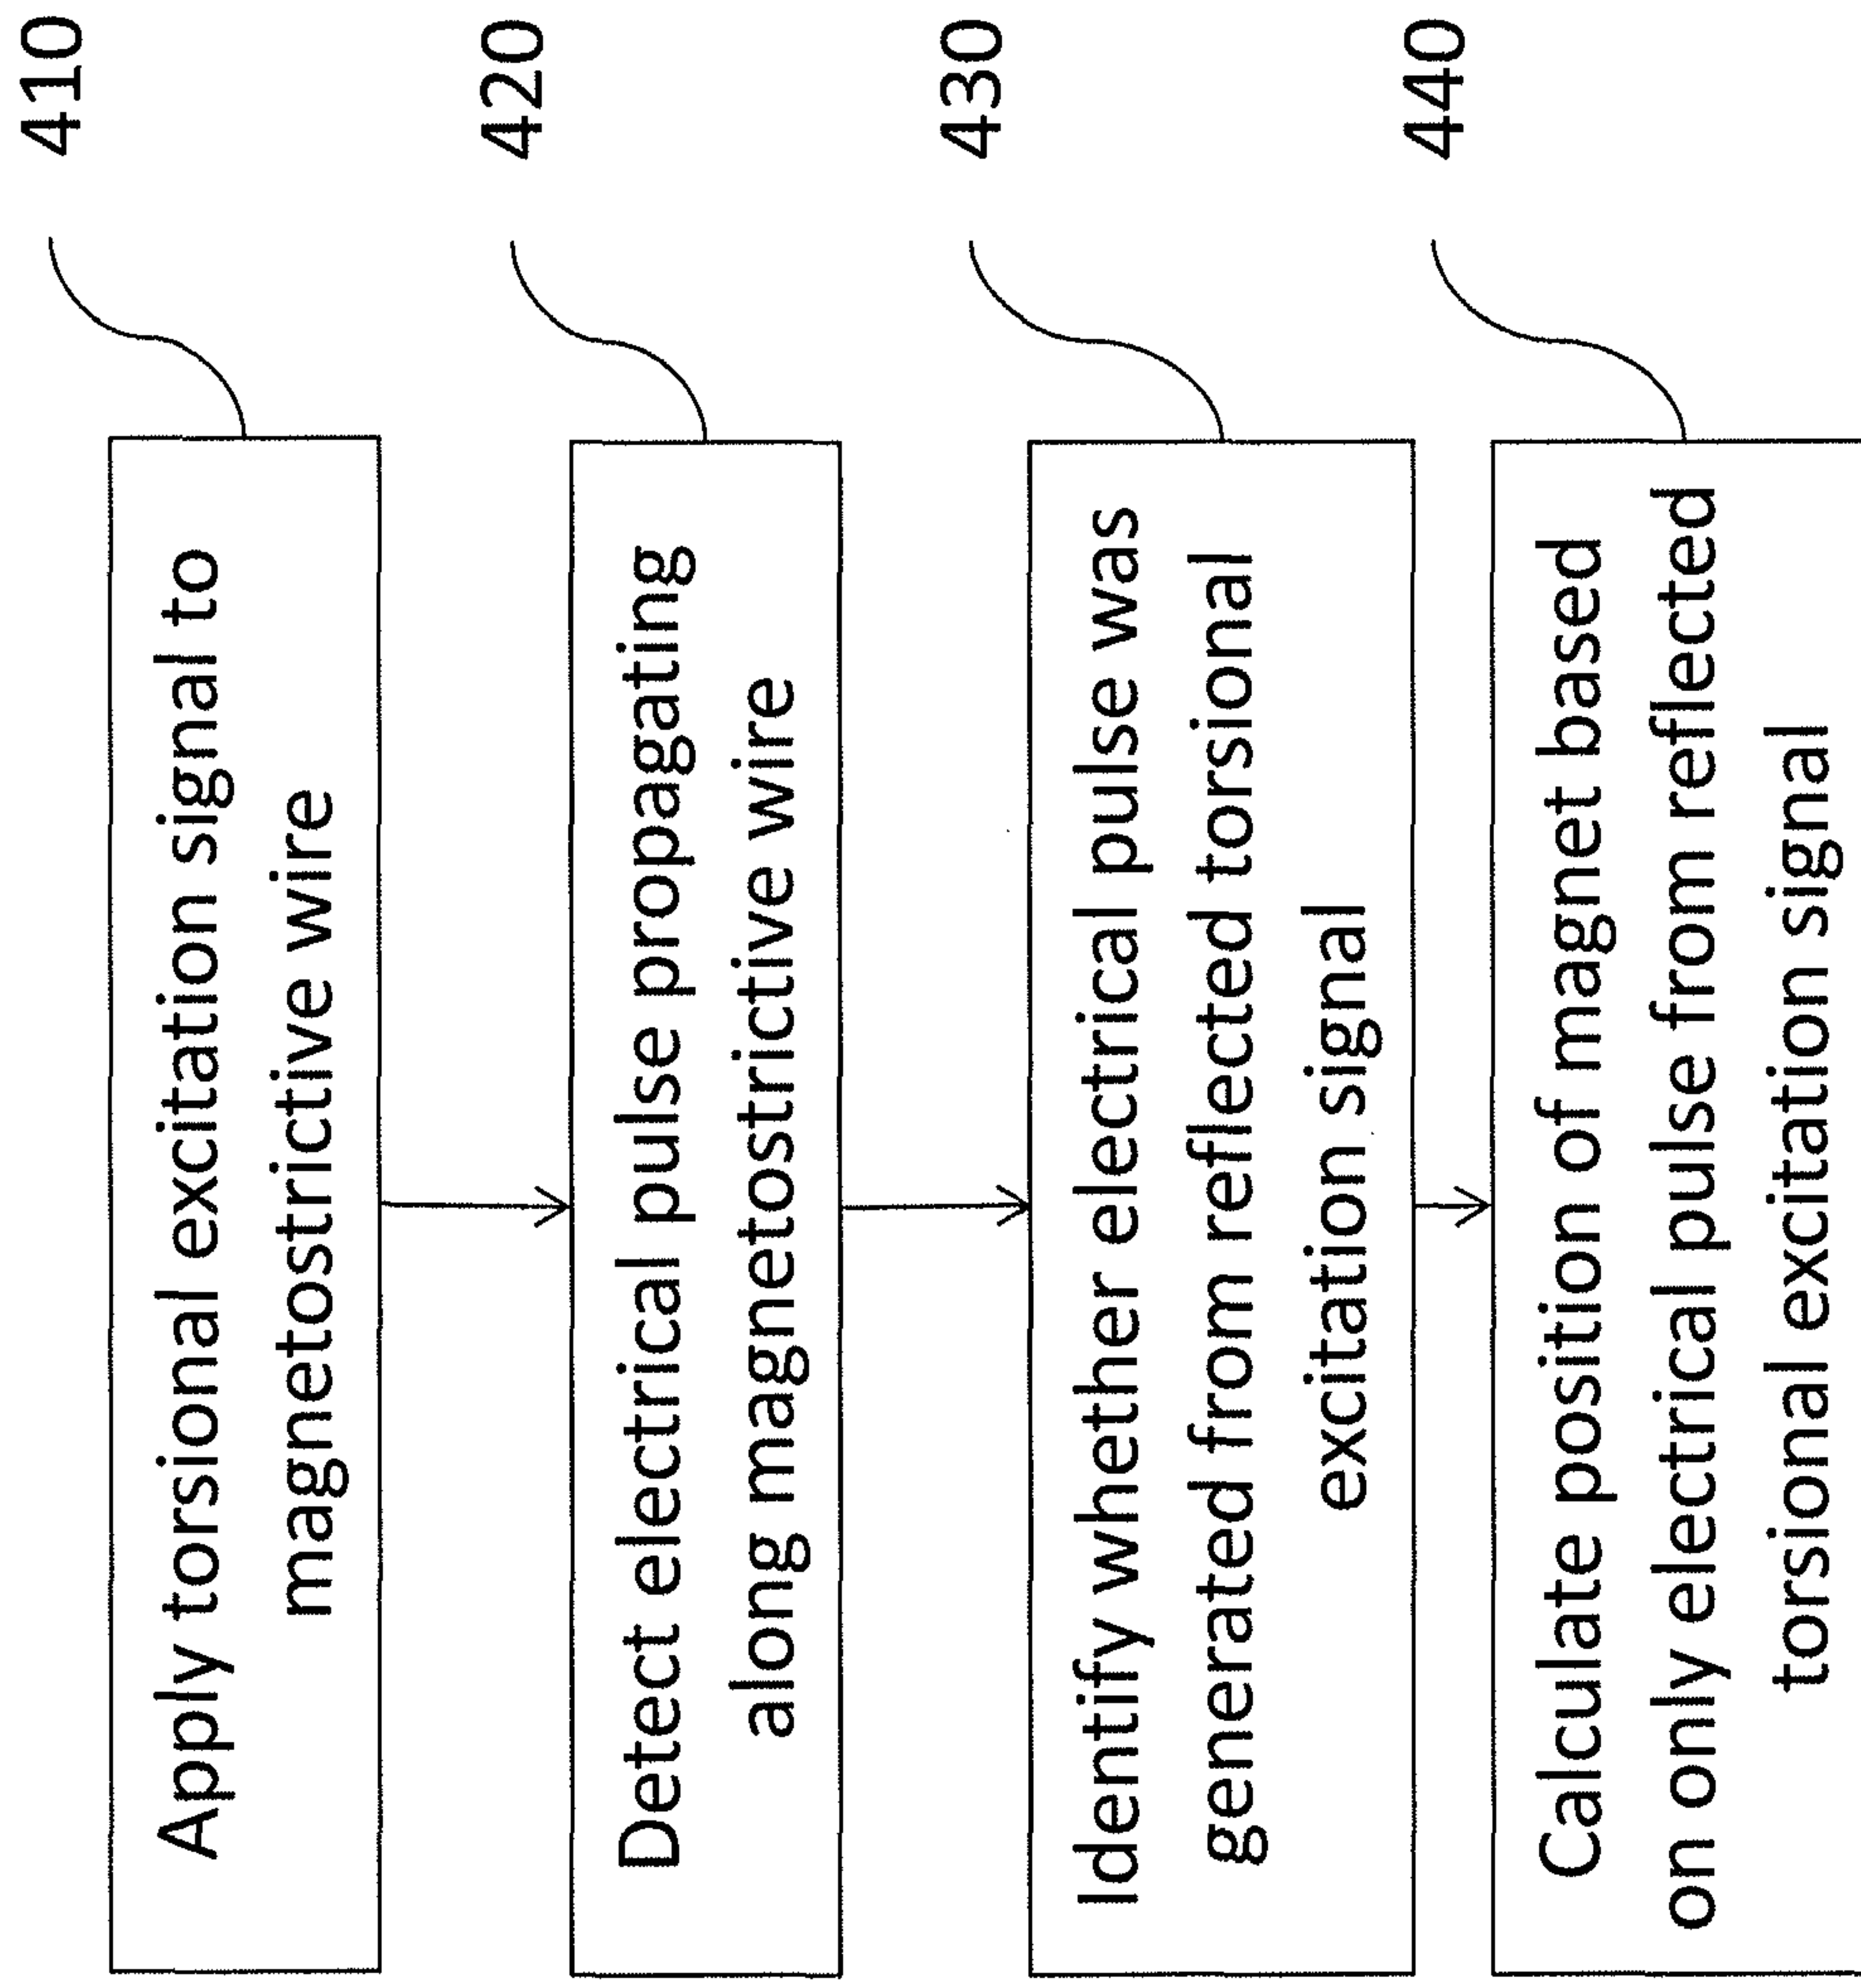 Apply torsional excitation signal to
magnetostrictive wire
410
Detect electrical pulse propagating
along magnetostrictive wire
420
Identify whether electrical pulse was
generated from reflected torsional
excitation signal
430
Calculate position of magnet based
on only electrical pulse from reflected
torsional excitation signal
440